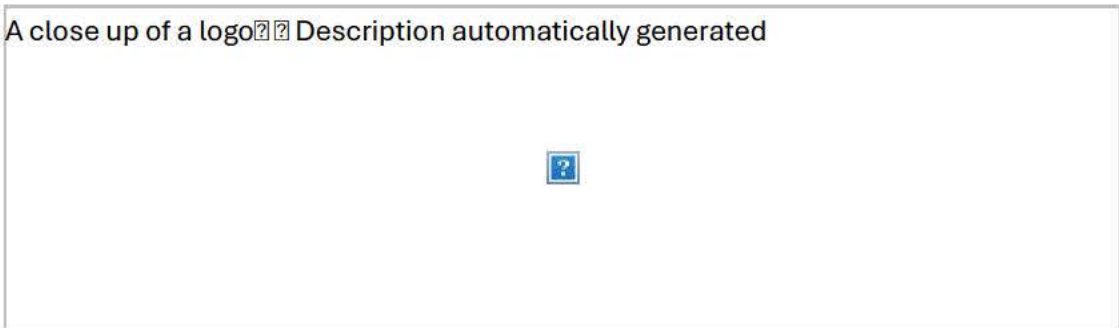 A close up of a logo⍰⍰ Description automatically generated
?